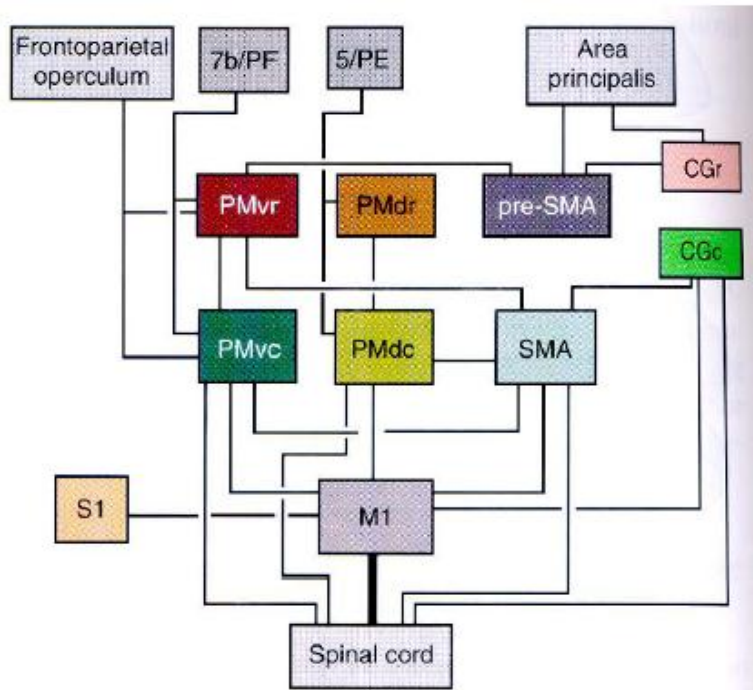 Frontoparietal
operculum
7b/PF
5/PE
Area
principalis
CGr
PMvr
PMdr
pre-SMA
CGc
PMvc
PMdc
SMA
S1
M1
Spinal cord